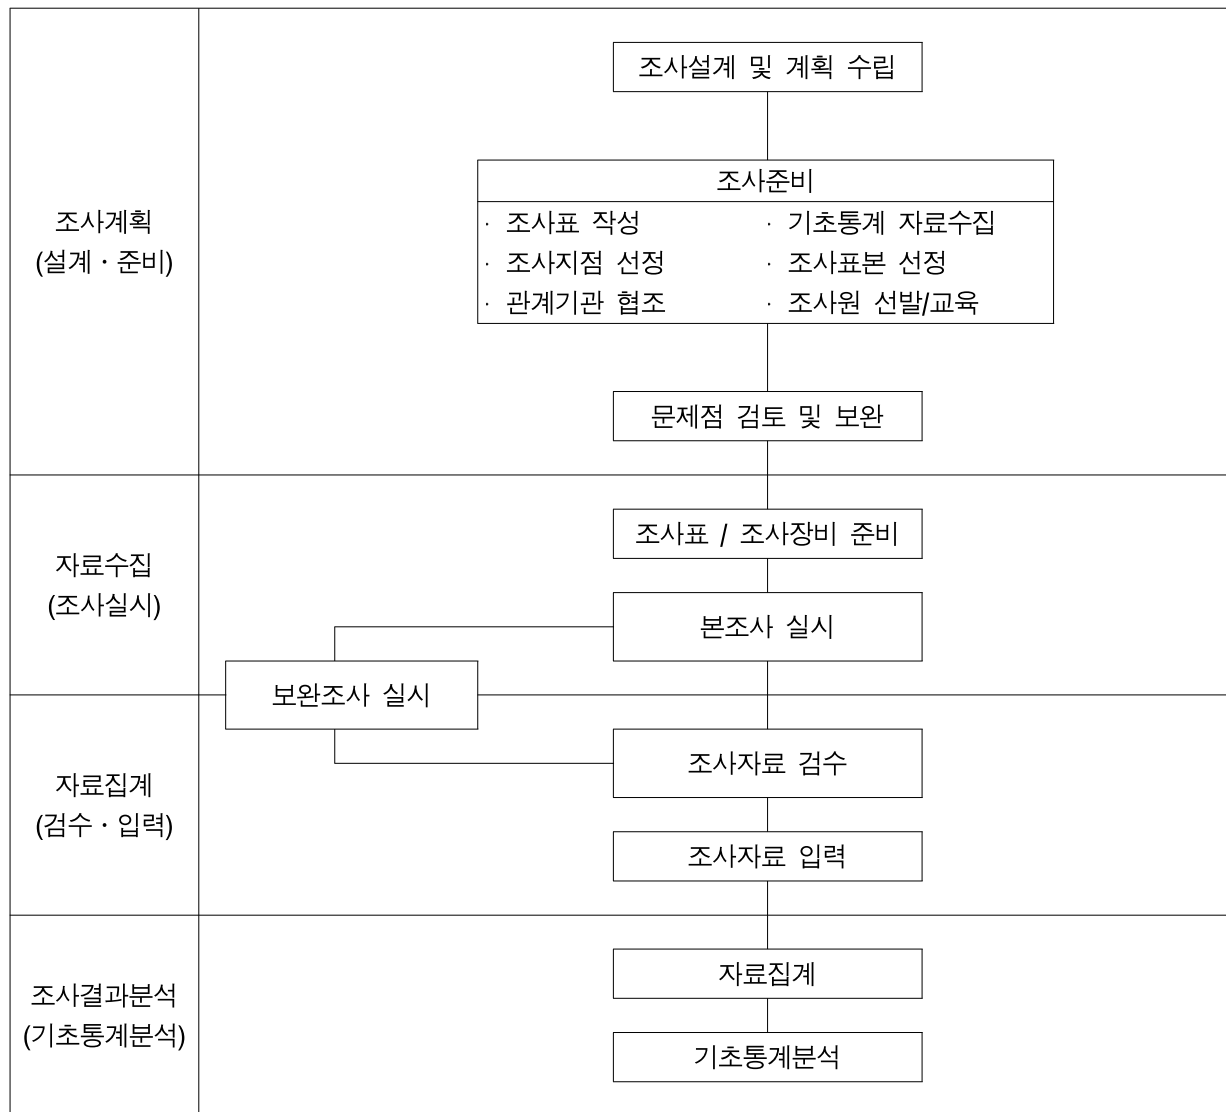 조사계획
(설계 · 준비)
조사설계 및 계획 수립
조사준비
· 조사표 작성 · 기초통계 자료수집
· 조사지점 선정 · 조사표본 선정
· 관계기관 협조 · 조사원 선발/교육
문제점 검토 및 보완
자료수집
(조사실시)
조사표 / 조사장비 준비
본조사 실시
보완조사 실시
자료집계
(검수 · 입력)
조사자료 검수
조사자료 입력
조사결과분석
(기초통계분석)
자료집계
기초통계분석